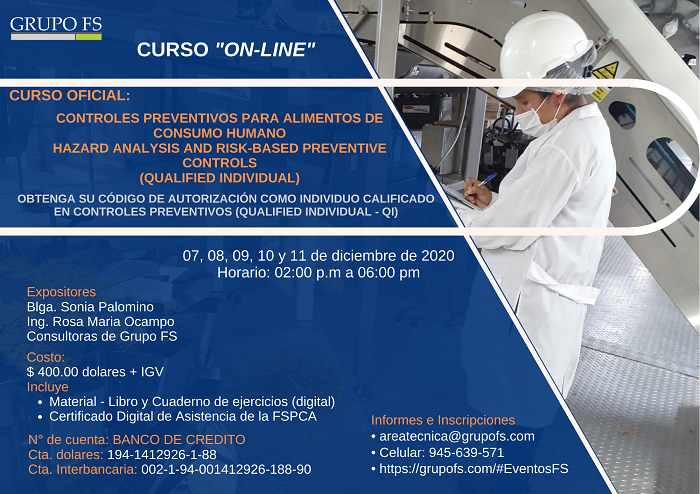 GRUPO FS
CURSO "ON-LINE"
CURSO OFICIAL:
CONTROLES PREVENTIVOS PARA ALIMENTOS DE
CONSUMO HUMANO
HAZARD ANALYSIS AND RISK-BASED PREVENTIVE
CONTROLS
(QUALIFIED INDIVIDUAL)
OBTENGA SU CÓDIGO DE AUTORIZACIÓN COMO INDIVIDUO CALIFICADO
EN CONTROLES PREVENTIVOS (QUALIFIED INDIVIDUAL - QI)
07, 08, 09, 10 y 11 de diciembre de 2020
Horario: 02:00 p.m a 06:00 pm
Expositores
Blga. Sonia Palomino
Ing. Rosa Maria Ocampo
Consultoras de Grupo FS
Costo:
$ 400.00 dolares + IGV
Incluye
• Material - Libro y Cuaderno de ejercicios (digital)
• Certificado Digital de Asistencia de la FSPCA
N° de cuenta: BANCO DE CREDITO
Cta. dolares: 194-1412926-1-88
Cta. Interbancaria: 002-1-94-001412926-188-90
Informes e Inscripciones
• areatecnica@grupofs.com
• Celular: 945-639-571
• https://grupofs.com/#EventosFS